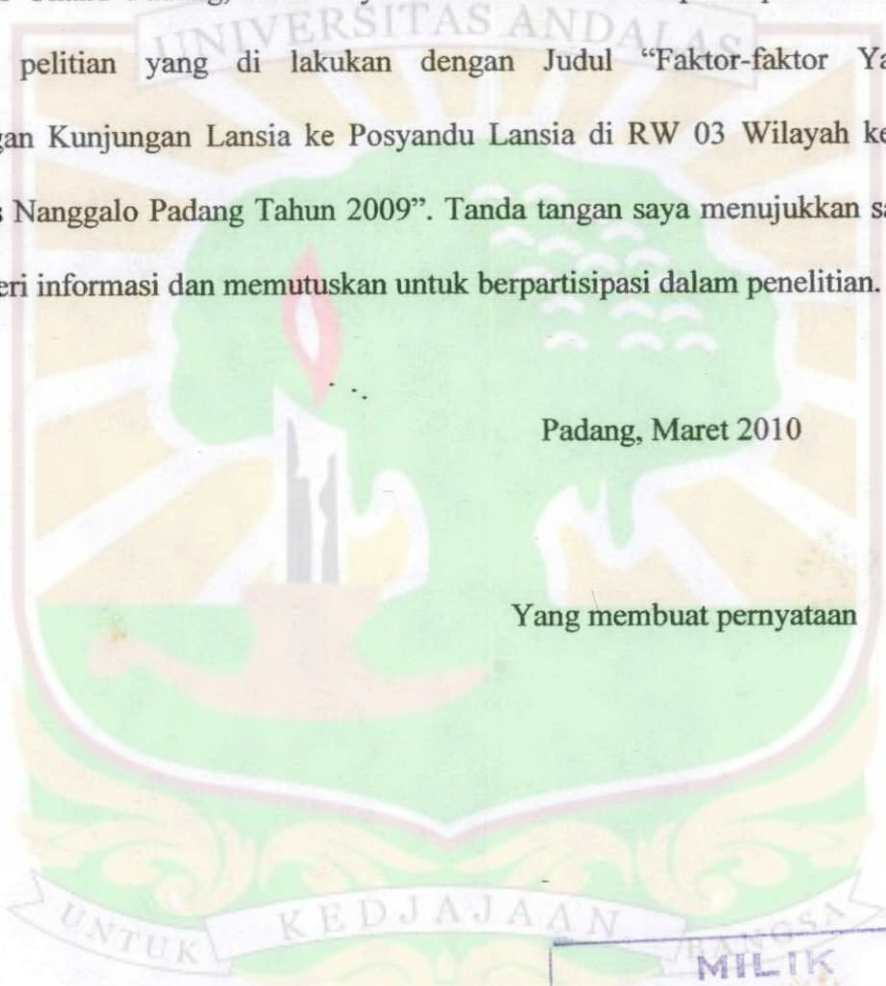 UNIVERSITAS ANDALAS
pelitian yang di lakukan dengan Judul “Faktor-faktor Ya
gan Kunjungan Lansia ke Posyandu Lansia di RW 03 Wilayah ke
s Nanggalo Padang Tahun 2009”. Tanda tangan saya menujukkan sa
eri informasi dan memutuskan untuk berpartisipasi dalam penelitian.
Padang, Maret 2010
Yang membuat pernyataan
UNTUK KEDJAJAAN BANGSA
MILIK